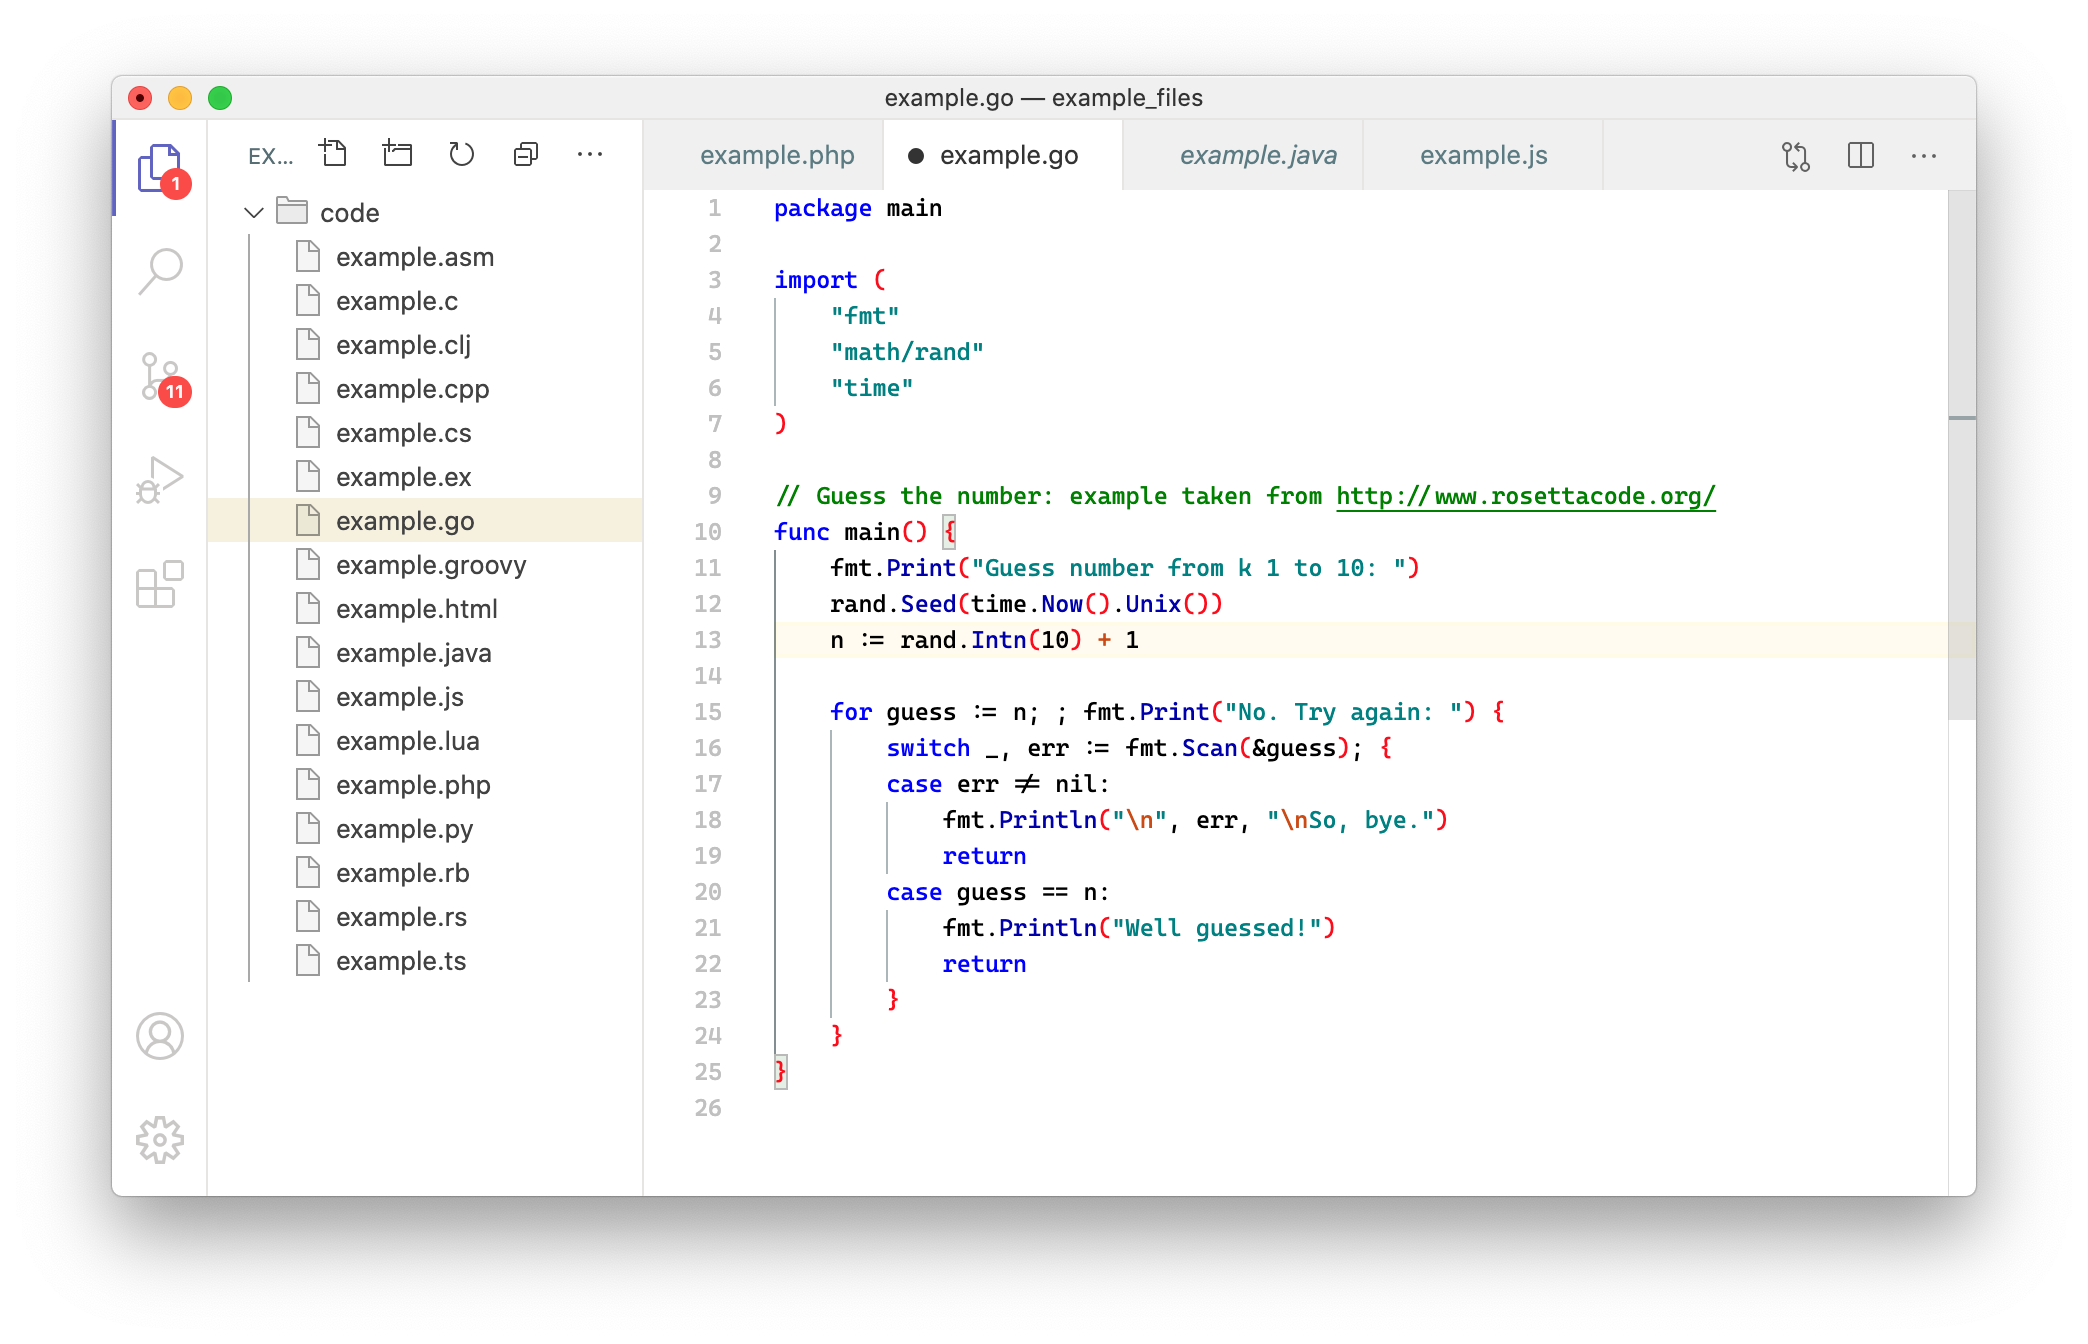 example.go — example_files
EX...
1
11
code
example.asm
example.c
example.clj
example.cpp
example.cs
example.ex
example.go
example.groovy
example.html
example.java
example.js
example.lua
example.php
example.py
example.rb
example.rs
example.ts
example.php example.go example.java example.js
1 package main
2
3 import (
4     "fmt"
5     "math/rand"
6     "time"
7 )
8
9 // Guess the number: example taken from http://www.rosettacode.org/
10 func main() {
11     fmt.Print("Guess number from k 1 to 10: ")
12     rand.Seed(time.Now().Unix())
13     n := rand.Intn(10) + 1
14
15     for guess := n; ; fmt.Print("No. Try again: ") {
16         switch _, err := fmt.Scan(&guess); {
17         case err != nil:
18             fmt.Println("\n", err, "\nSo, bye.")
19             return
20         case guess == n:
21             fmt.Println("Well guessed!")
22             return
23         }
24     }
25 }
26